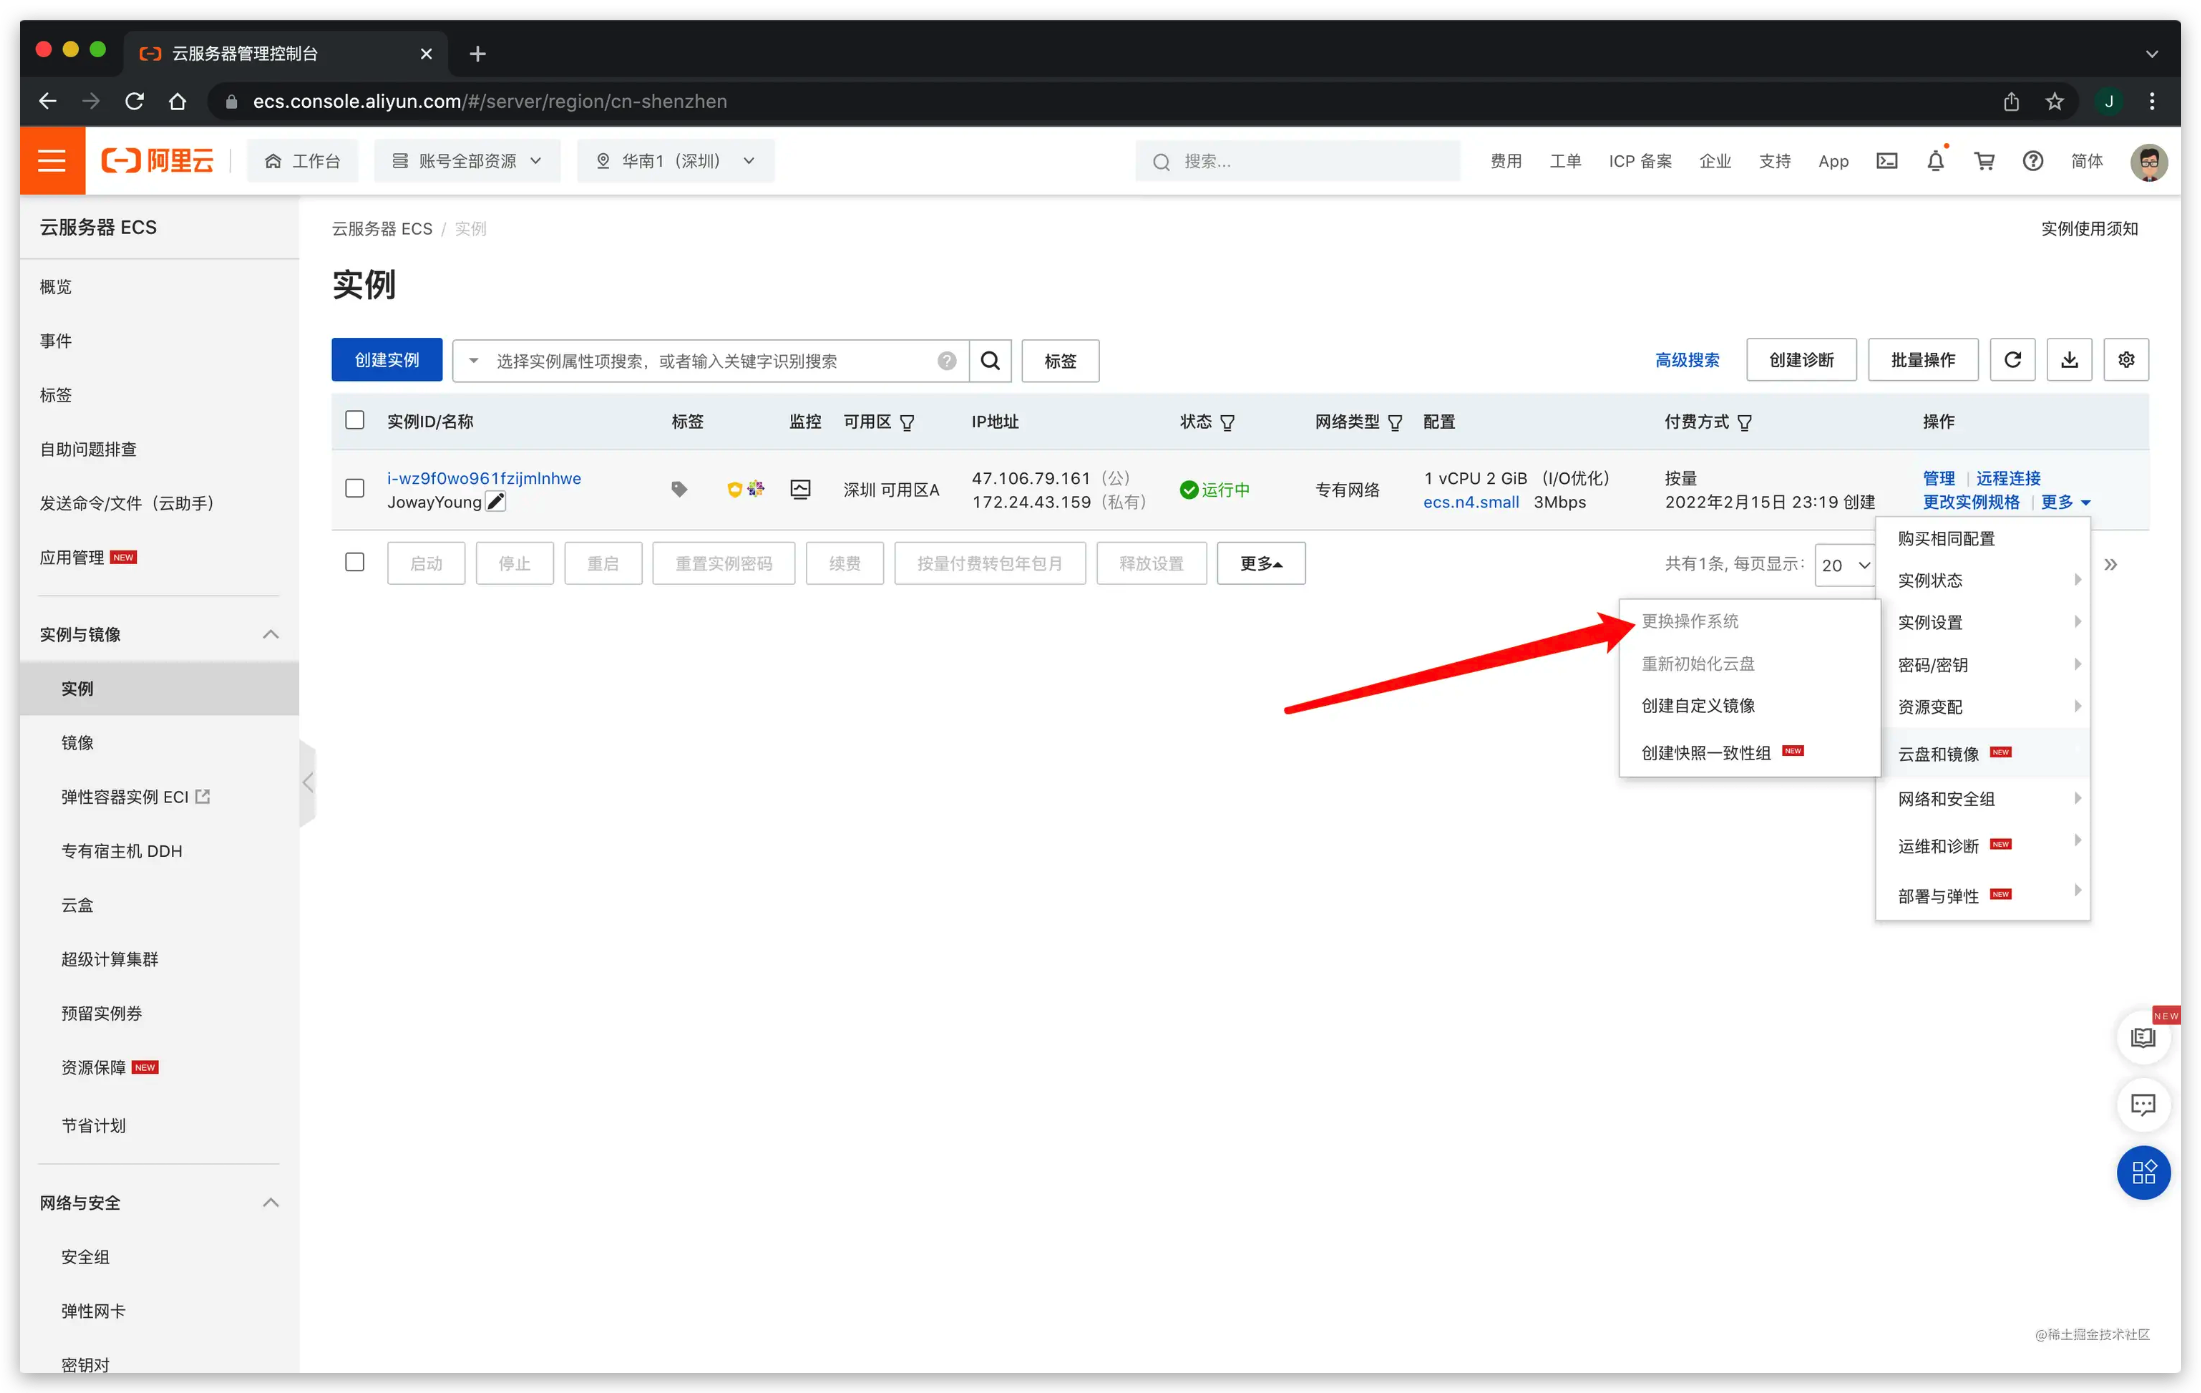 云服务器管理控制台
ecs.console.aliyun.com/#/server/region/cn-shenzhen
J
阿里云
工作台
账号全部资源
华南1（深圳）
搜索...
费用
工单
ICP 备案
企业
支持
App
简体
云服务器 ECS
概览
事件
标签
自助问题排查
发送命令/文件（云助手）
应用管理 NEW
实例与镜像
实例
镜像
弹性容器实例 ECI
专有宿主机 DDH
云盒
超级计算集群
预留实例券
资源保障 NEW
节省计划
网络与安全
安全组
弹性网卡
密钥对
云服务器 ECS / 实例
实例使用须知
实例
创建实例
选择实例属性项搜索，或者输入关键字识别搜索
标签
高级搜索
创建诊断
批量操作
实例ID/名称 标签 监控 可用区 IP地址 状态 网络类型 配置 付费方式 操作
i-wz9f0wo961fzijmlnhwe
JowayYoung
深圳 可用区A
47.106.79.161（公）
172.24.43.159（私有）
运行中
专有网络
1 vCPU 2 GiB （I/O优化）
ecs.n4.small 3Mbps
按量
2022年2月15日 23:19 创建
管理 | 远程连接
更改实例规格 | 更多
启动
停止
重启
重置实例密码
续费
按量付费转包年包月
释放设置
更多
共有1条, 每页显示： 20
»
购买相同配置
实例状态
实例设置
密码/密钥
资源变配
云盘和镜像 NEW
网络和安全组
运维和诊断 NEW
部署与弹性 NEW
更换操作系统
重新初始化云盘
创建自定义镜像
创建快照一致性组 NEW
NEW
@稀土掘金技术社区